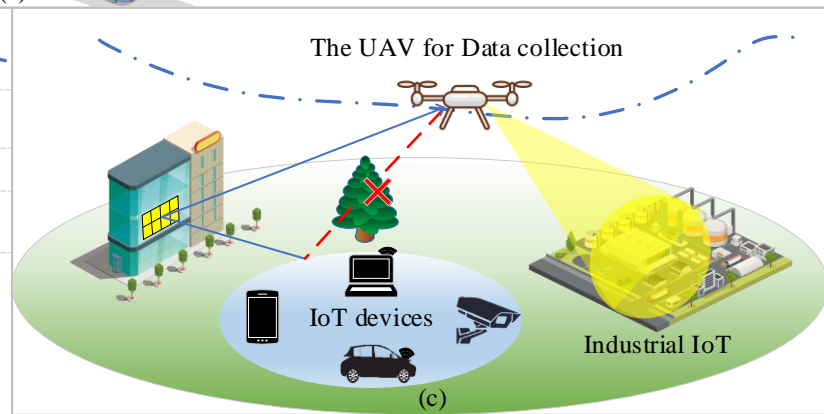 The UAV for Data collection
IoT devices
Industrial IoT
(c)